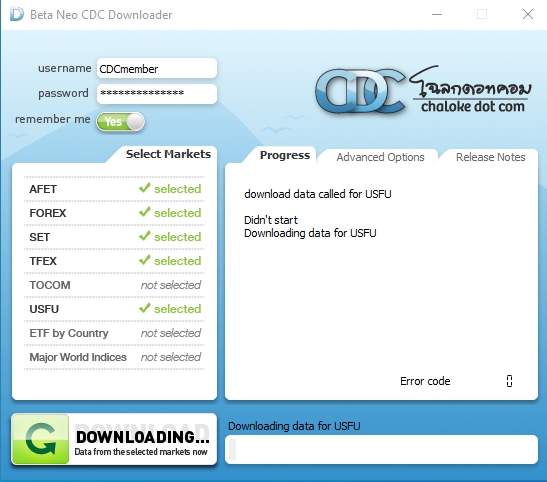 Beta Neo CDC Downloader
username
CDCmember
password
**************
remember me
Yes
CDC
โฉลกดอทคอม
chaloke dot com
Select Markets
Progress
Advanced Options
Release Notes
AFET selected
FOREX selected
SET selected
TFEX selected
TOCOM not selected
USFU selected
ETF by Country not selected
Major World Indices not selected
download data called for USFU
Didn't start
Downloading data for USFU
Error code 0
DOWNLOADING...
Data from the selected markets now
Downloading data for USFU